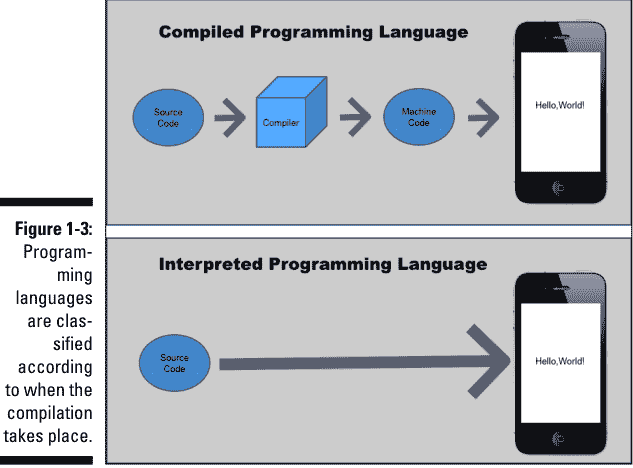 Compiled Programming Language
Source
Code
Compiler
Machine
Code
Hello,World!
Figure 1-3:
Program-
ming
languages
are clas-
sified
according
to when the
compilation
takes place.
Interpreted Programming Language
Source
Code
Hello,World!